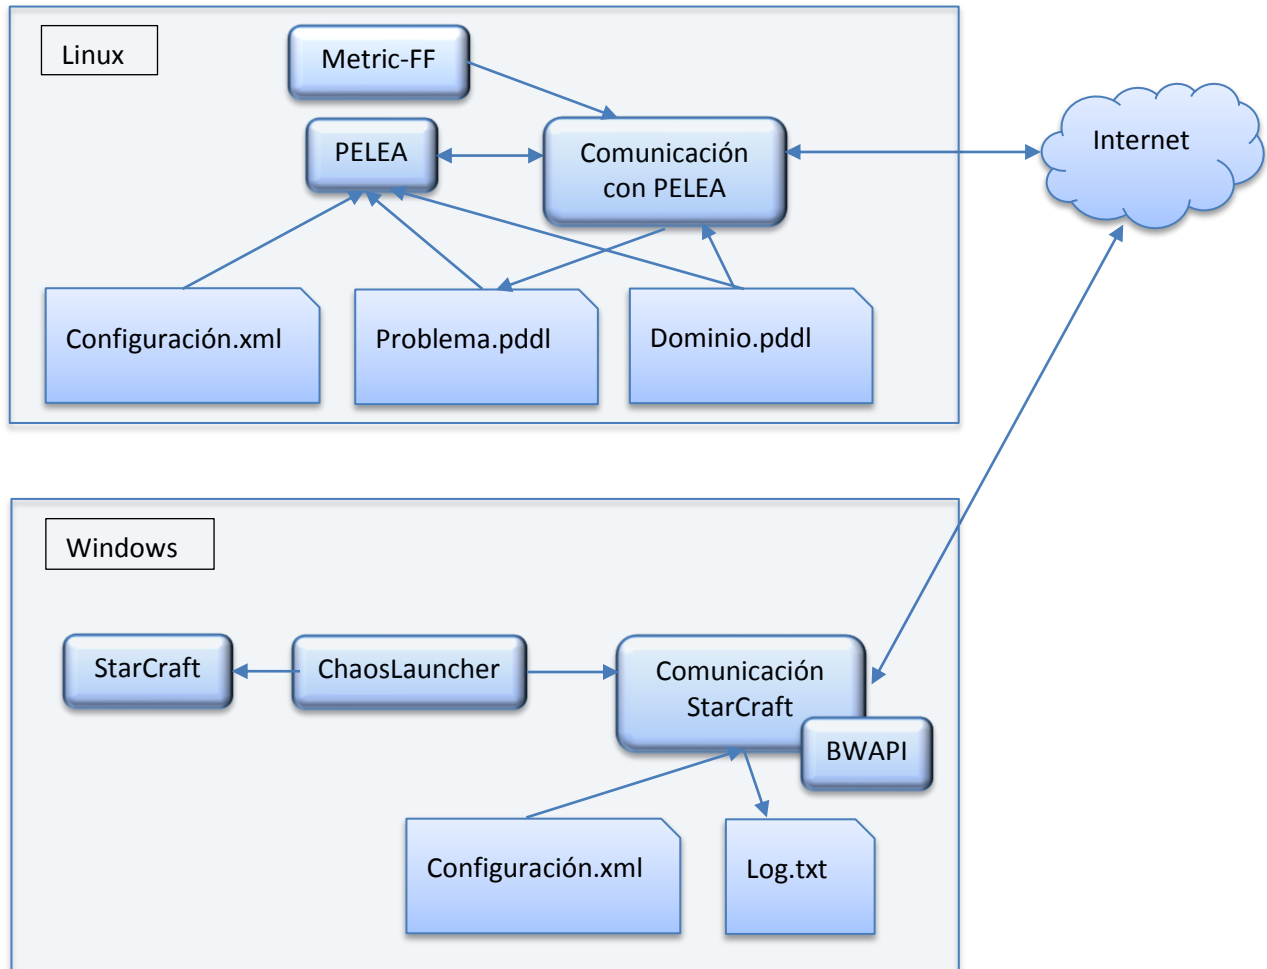 Linux
Metric-FF
PELEA
Comunicación
con PELEA
Internet
Configuración.xml
Problema.pddl
Dominio.pddl
Windows
StarCraft
ChaosLauncher
Comunicación
StarCraft
BWAPI
Configuración.xml
Log.txt